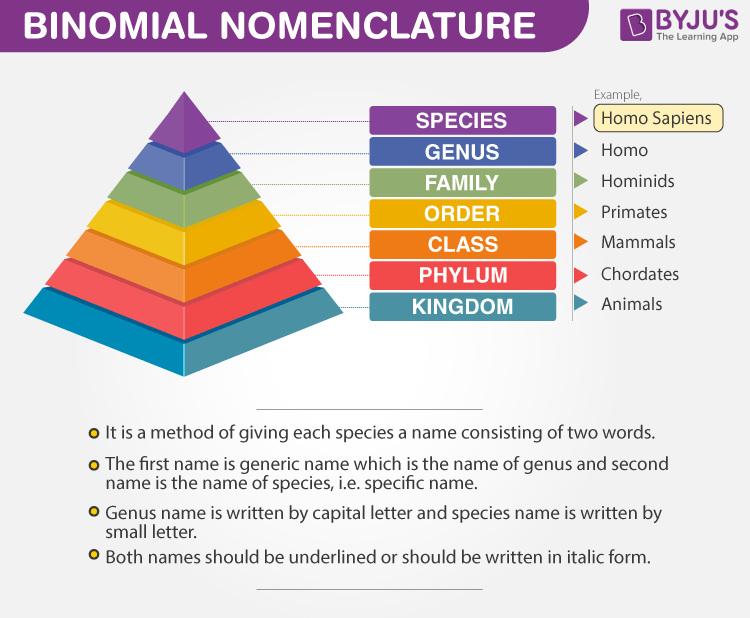 BINOMIAL NOMENCLATURE
BYJU'S
The Learning App
Example,
SPECIES
Homo Sapiens
GENUS
Homo
FAMILY
Hominids
ORDER
Primates
CLASS
Mammals
PHYLUM
Chordates
KINGDOM
Animals
It is a method of giving each species a name consisting of two words.
The first name is generic name which is the name of genus and second
name is the name of species, i.e. specific name.
Genus name is written by capital letter and species name is written by
small letter.
Both names should be underlined or should be written in italic form.